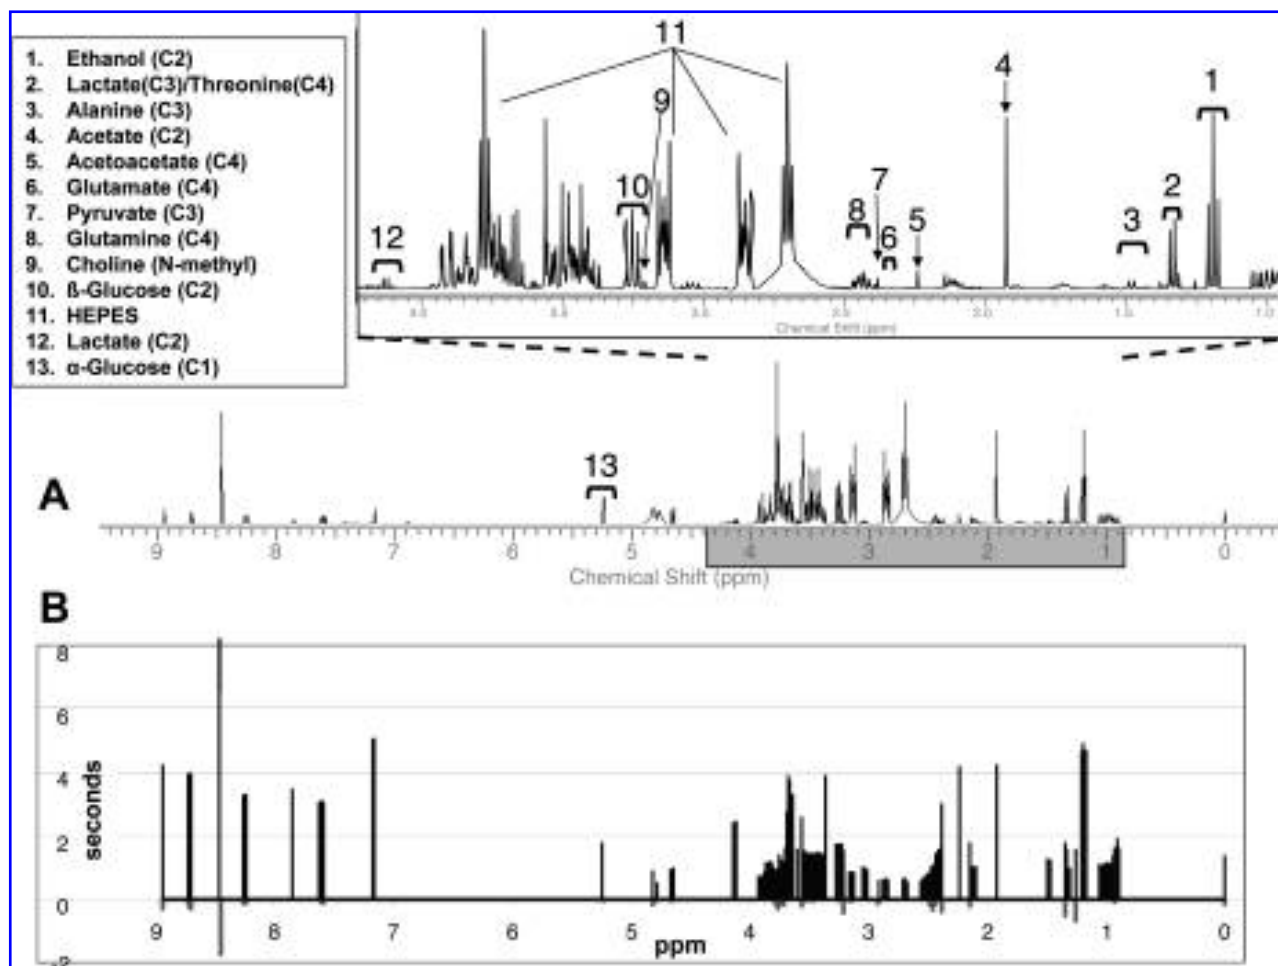 1. Ethanol (C2)
2. Lactate(C3)/Threonine(C4)
3. Alanine (C3)
4. Acetate (C2)
5. Acetoacetate (C4)
6. Glutamate (C4)
7. Pyruvate (C3)
8. Glutamine (C4)
9. Choline (N-methyl)
10. ß-Glucose (C2)
11. HEPES
12. Lactate (C2)
13. α-Glucose (C1)
11
9
4
1
10
7
8
2
12
6
5
3
Chemical Shift (ppm)
A
13
9 8 7 6 5 4 3 2 1 0
Chemical Shift (ppm)
B
8
6
4
2
0
-2
seconds
9 8 7 6 5 4 3 2 1 0
ppm